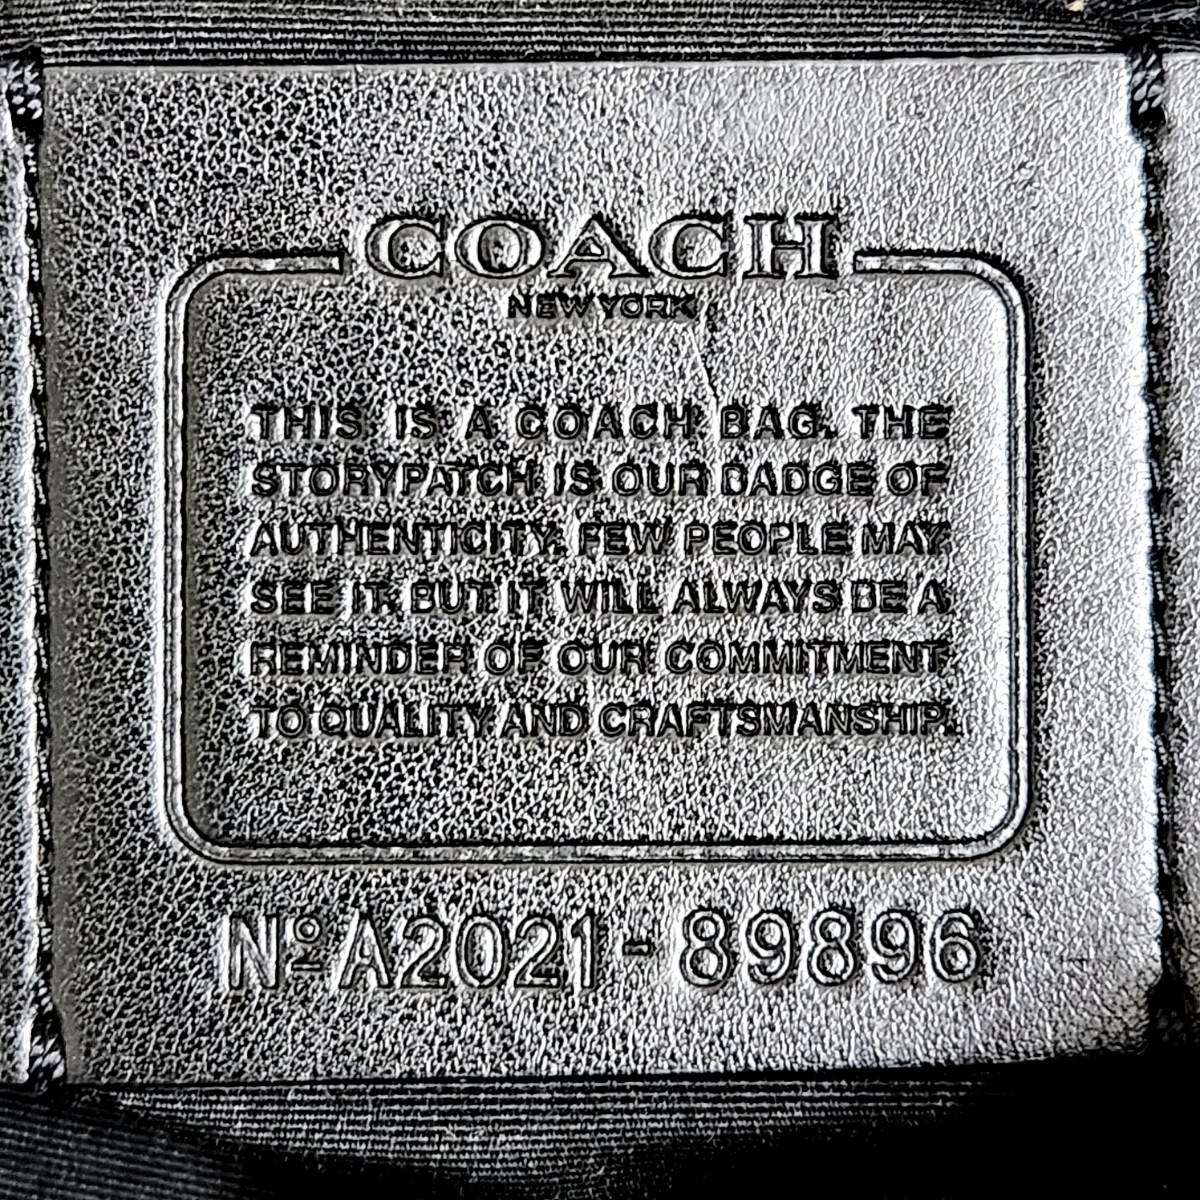 COACH
NEW YORK
THIS IS A COACH BAG. THE
STORYPATCH IS OUR BADGE OF
AUTHENTICITY. FEW PEOPLE MAY
SEE IT, BUT IT WILL ALWAYS BE A
REMINDER OF OUR COMMITMENT
TO QUALITY AND CRAFTSMANSHIP.
Nº A2021-89896